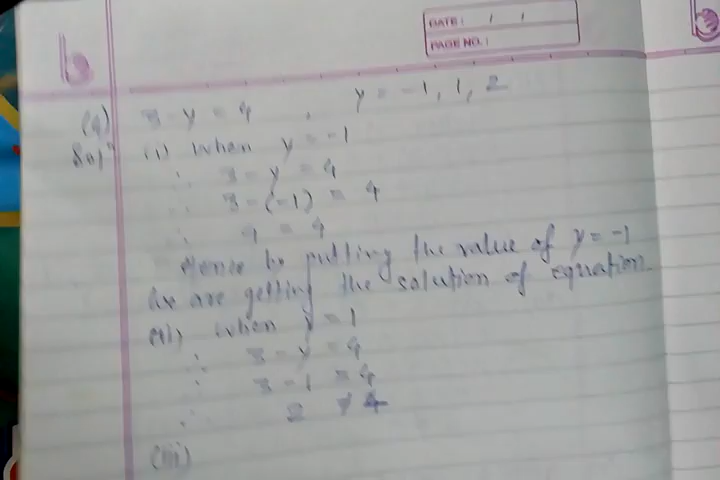 DATE: / /
PAGE NO.:
(4) 3 - y = 4 , y = -1, 1, 2
Solⁿ (i) When y = -1
∴ 3 - y = 4
∴ 3 - (-1) = 4
∴ 4 = 4
Hence by putting the value of y = -1
we are getting the solution of equation.
(ii) when y = 1
∴ 3 - y = 4
∴ 3 - 1 = 4
∴ 2 ≠ 4
(iii)